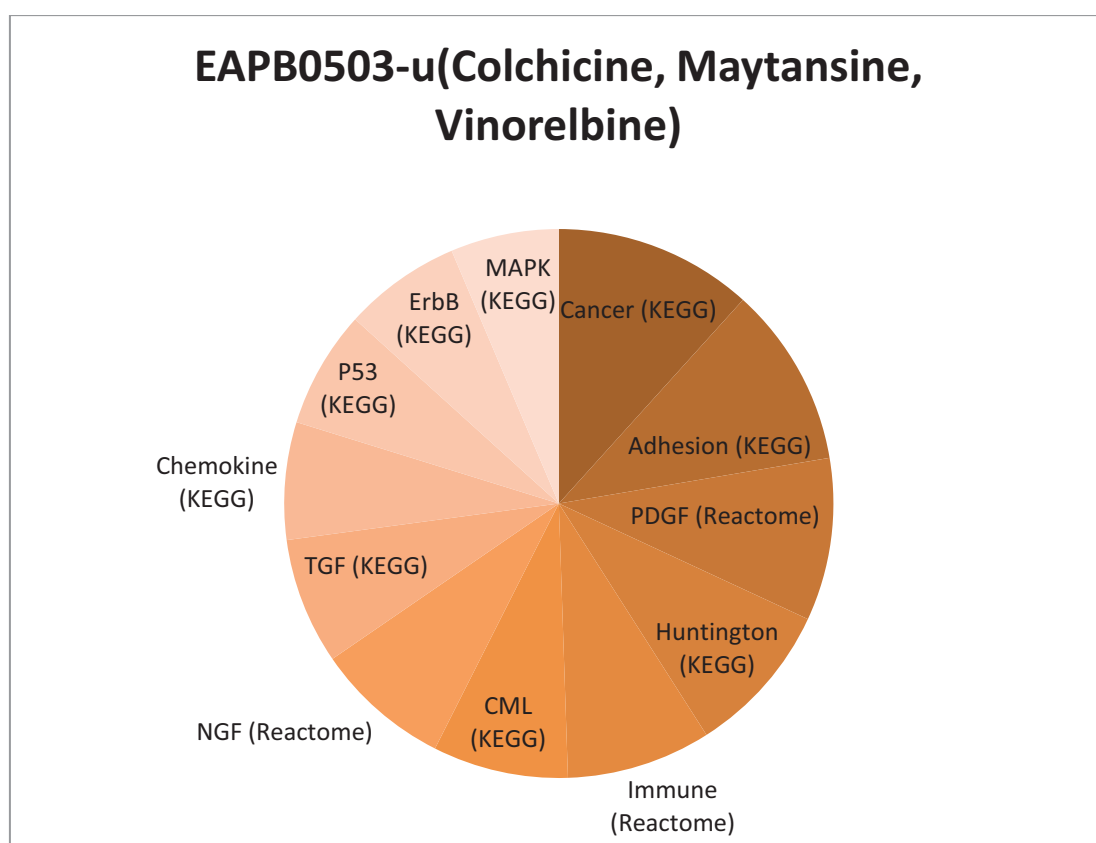 EAPB0503-u(Colchicine, Maytansine,
Vinorelbine)
MAPK
(KEGG)
Cancer (KEGG)
ErbB
(KEGG)
P53
(KEGG)
Adhesion (KEGG)
Chemokine
(KEGG)
PDGF (Reactome)
TGF (KEGG)
Huntington
(KEGG)
CML
(KEGG)
NGF (Reactome)
Immune
(Reactome)